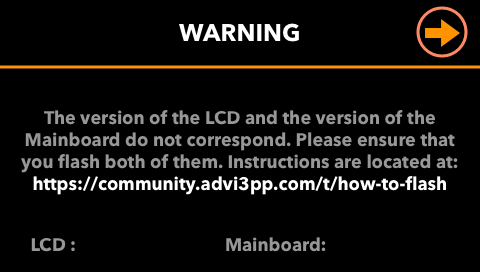 WARNING
The version of the LCD and the version of the
Mainboard do not correspond. Please ensure that
you flash both of them. Instructions are located at:
https://community.advi3pp.com/t/how-to-flash
LCD : Mainboard: